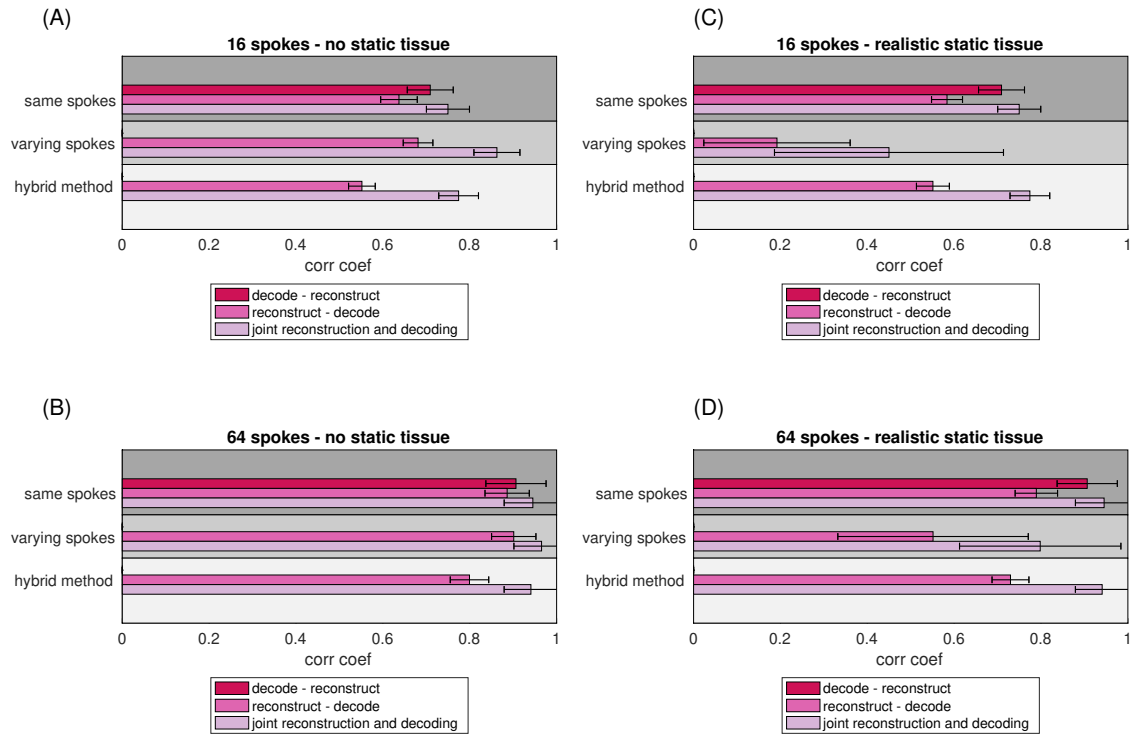 (A)
16 spokes - no static tissue
same spokes
varying spokes
hybrid method
0 0.2 0.4 0.6 0.8 1
corr coef
decode - reconstruct
reconstruct - decode
joint reconstruction and decoding
(C)
16 spokes - realistic static tissue
same spokes
varying spokes
hybrid method
0 0.2 0.4 0.6 0.8 1
corr coef
decode - reconstruct
reconstruct - decode
joint reconstruction and decoding
(B)
64 spokes - no static tissue
same spokes
varying spokes
hybrid method
0 0.2 0.4 0.6 0.8 1
corr coef
decode - reconstruct
reconstruct - decode
joint reconstruction and decoding
(D)
64 spokes - realistic static tissue
same spokes
varying spokes
hybrid method
0 0.2 0.4 0.6 0.8 1
corr coef
decode - reconstruct
reconstruct - decode
joint reconstruction and decoding